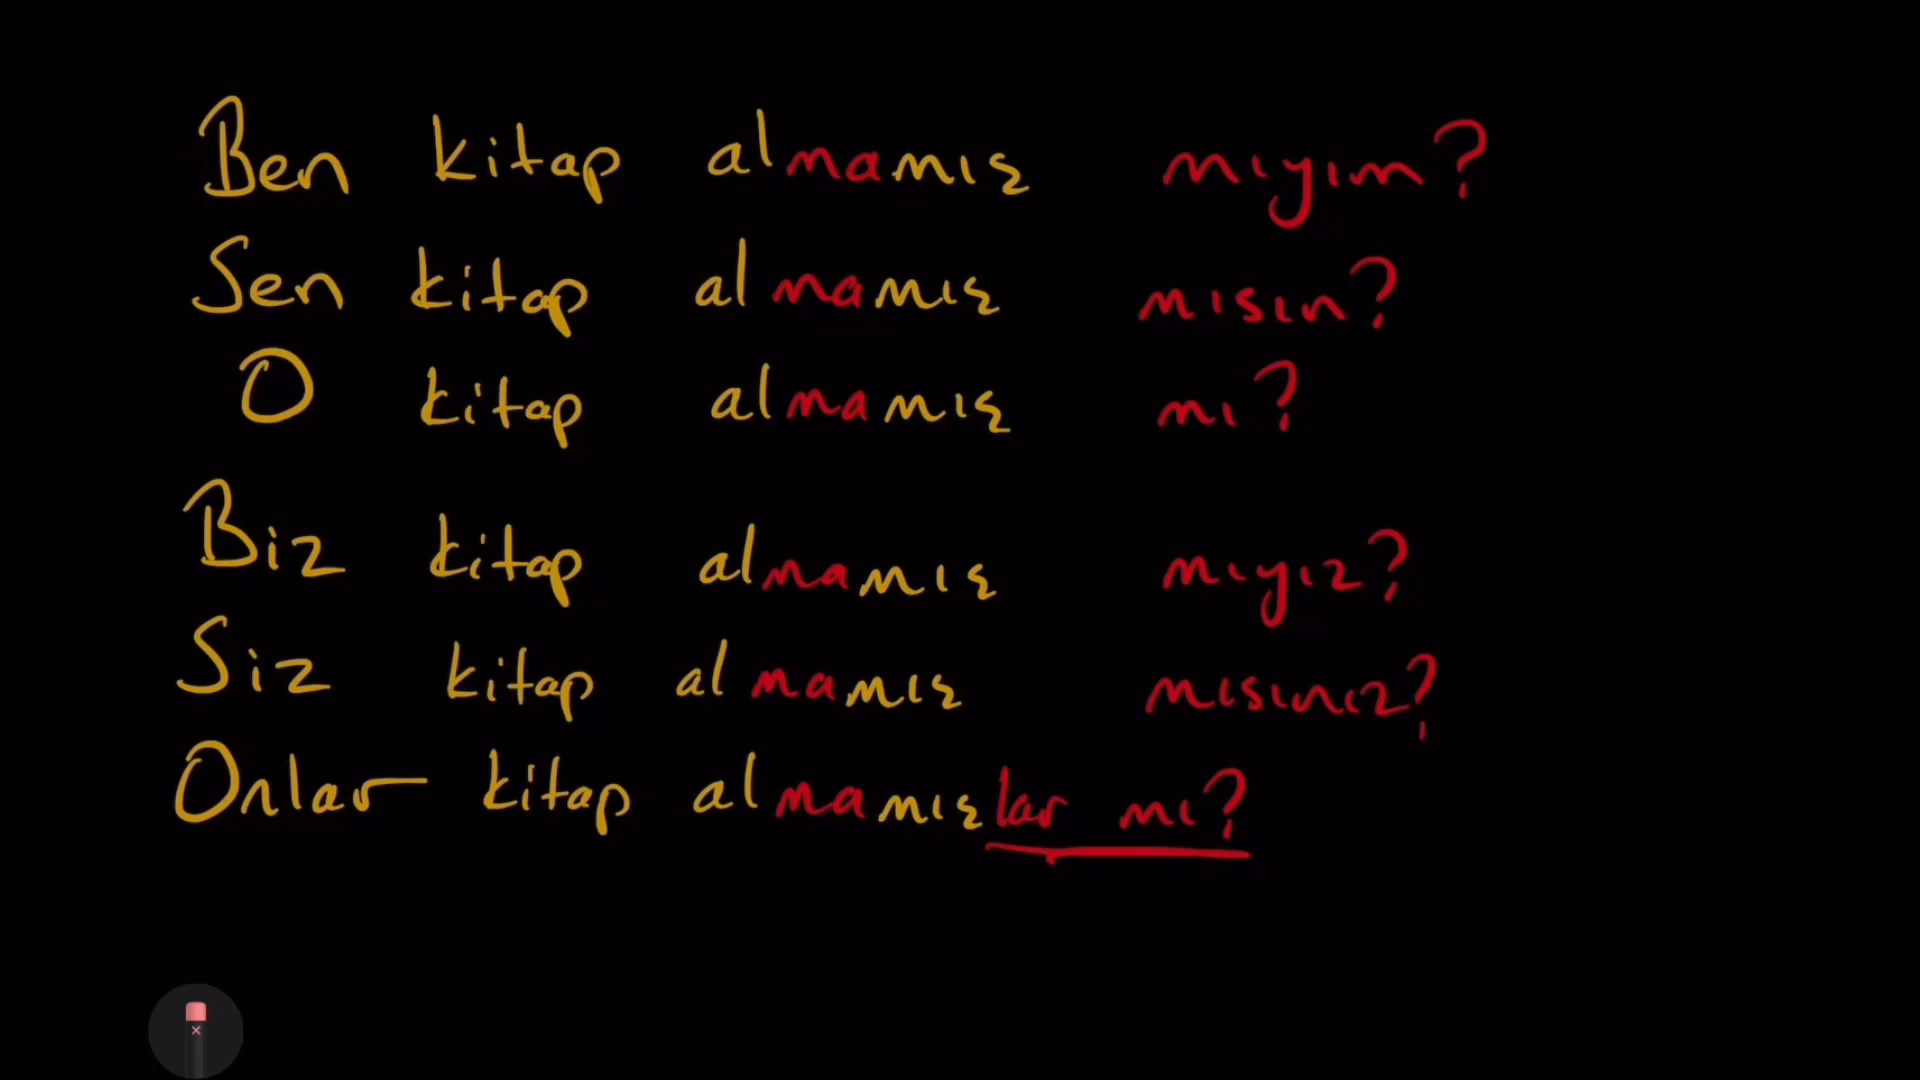 Ben kitap almamış mıyım?
Sen kitap almamış mısın?
O kitap almamış mı?
Biz kitap almamış mıyız?
Siz kitap almamış mısınız?
Onlar kitap almamışlar mı?